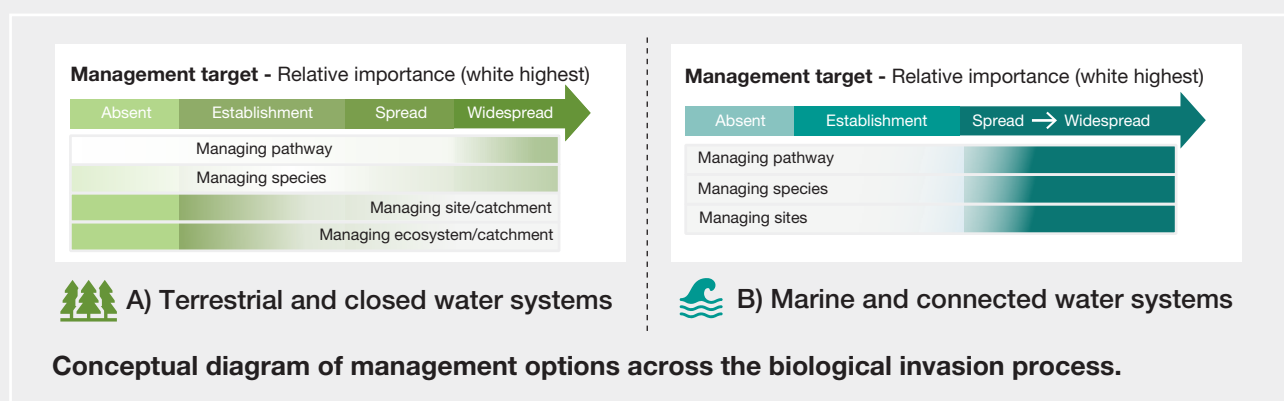 Management target - Relative importance (white highest)
Absent
Establishment
Spread
Widespread
Managing pathway
Managing species
Managing site/catchment
Managing ecosystem/catchment
A) Terrestrial and closed water systems
Management target - Relative importance (white highest)
Absent
Establishment
Spread → Widespread
Managing pathway
Managing species
Managing sites
B) Marine and connected water systems
Conceptual diagram of management options across the biological invasion process.